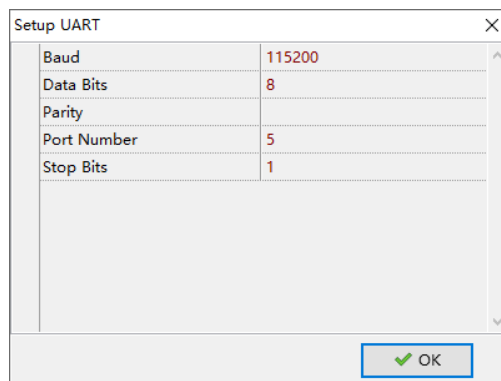 Setup UART
Baud 115200
Data Bits 8
Parity
Port Number 5
Stop Bits 1
OK